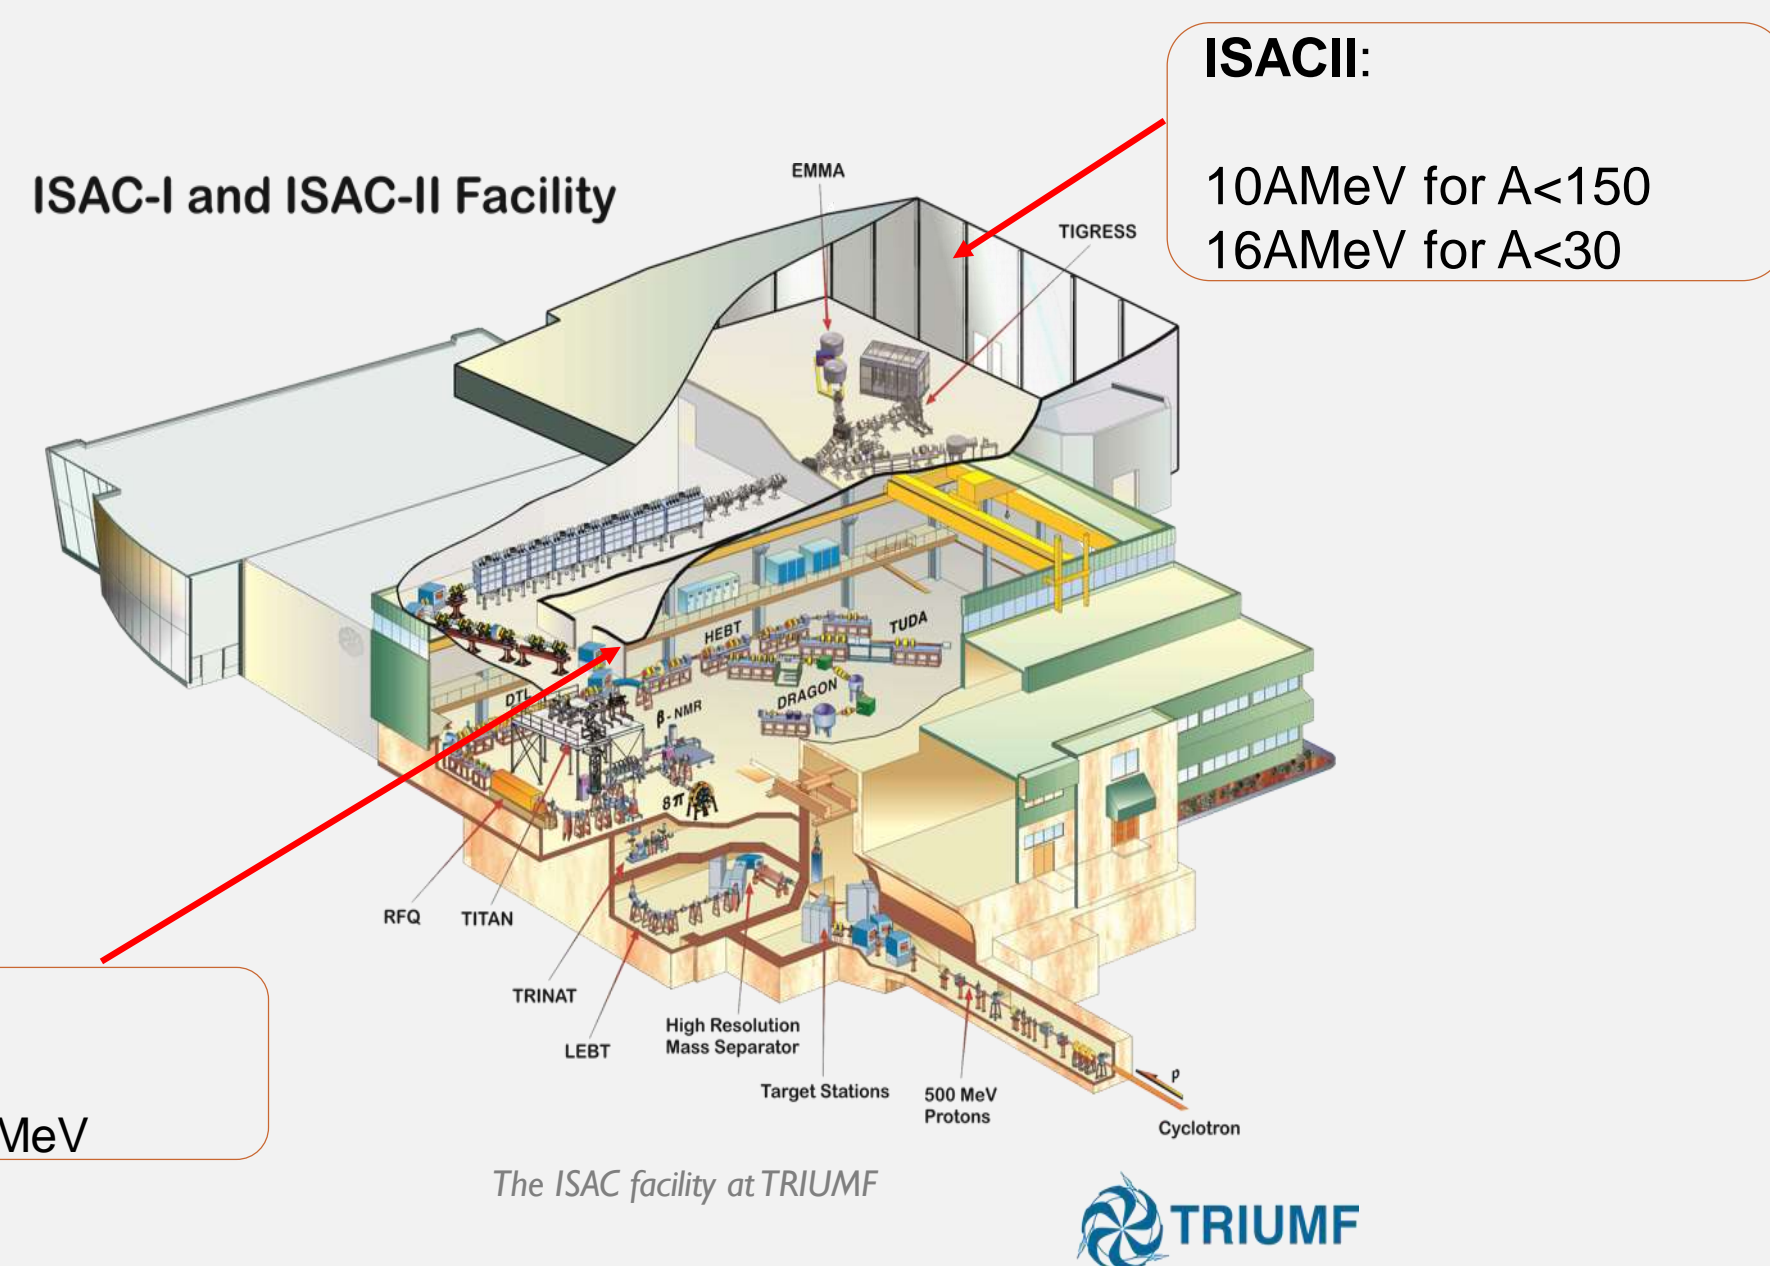 ISACII:
10AMeV for A<150
16AMeV for A<30
ISAC-I and ISAC-II Facility
EMMA
TIGRESS
HEBT
TUDA
DTL
β-NMR
DRAGON
8π
RFQ
TITAN
TRINAT
LEBT
High Resolution
Mass Separator
Target Stations
500 MeV
Protons
p
Cyclotron
MeV
The ISAC facility at TRIUMF
TRIUMF